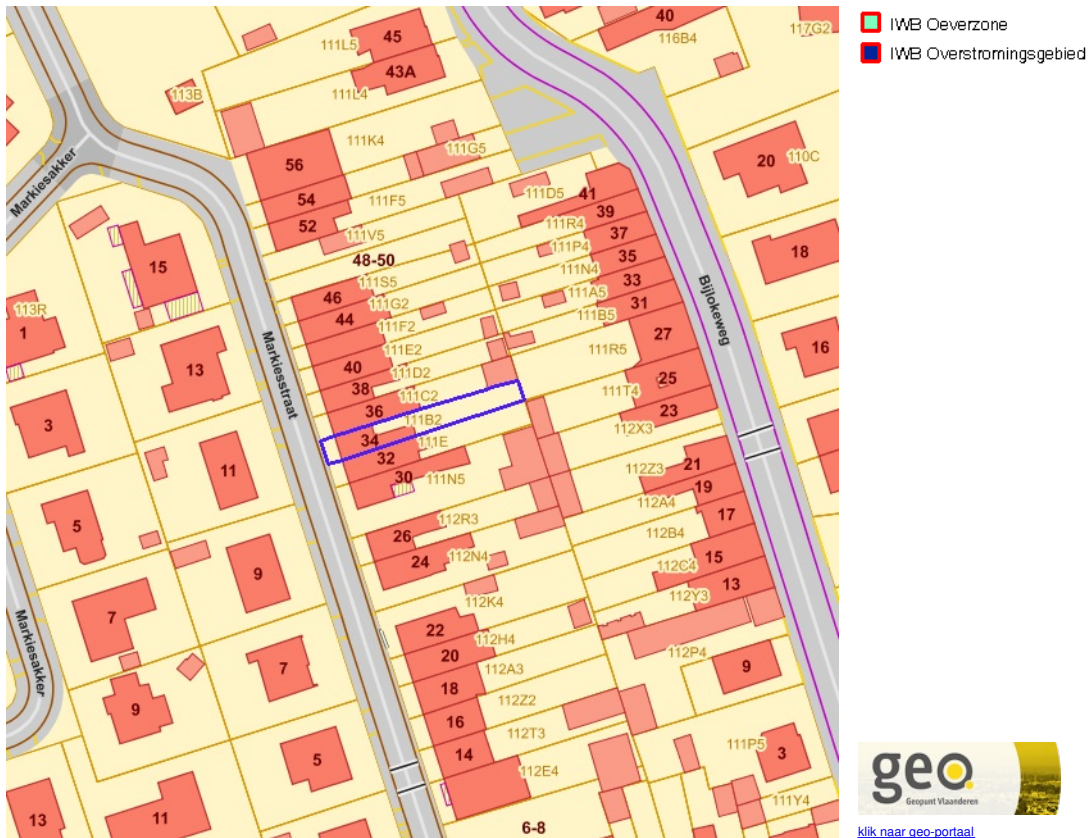 40
116B4
117G2
45
111L5
43A
111L4
113B
111K4
111G5
56
54
111F5
52
111V5
48-50
111S5
46
111G2
44
111F2
111E2
40
111D2
38
111C2
36
111B2
34
111E
32
30
111N5
112R3
26
112N4
24
112K4
22
112H4
20
112A3
18
112Z2
16
112T3
14
112E4
6-8
111D5
41
39
111R4
37
111P4
35
111N4
33
111A5
31
111B5
27
111R5
25
111T4
23
112X3
21
112Z3
19
112A4
17
112B4
15
112C4
13
112Y3
112P4
9
111P5
3
111Y4
20
110C
18
16
Markiesakker
Markiesstraat
Bijlokeweg
Markiesakker
15
113R
1
13
3
11
5
9
7
7
9
5
13
11
IWB Oeverzone
IWB Overstromingsgebied
geo
Geopunt Vlaanderen
klik naar geo-portaal